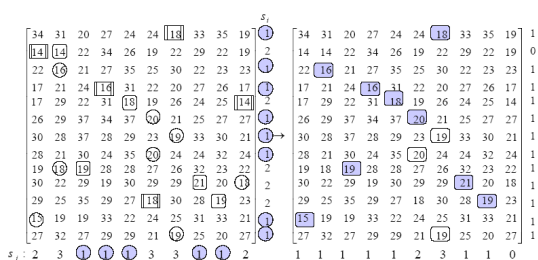 s_i
34 31 20 27 24 24 18 33 35 19 1 34 31 20 27 24 24 18 33 35 19 1
14 14 22 34 26 19 22 29 22 19 2 14 14 22 34 26 19 22 29 22 19 0
22 16 21 27 35 25 30 22 23 23 1 22 16 21 27 35 25 30 22 23 23 1
17 21 24 16 31 22 20 27 26 17 1 17 21 24 16 31 22 20 27 26 17 1
17 29 22 31 18 19 26 24 25 14 2 17 29 22 31 18 19 26 24 25 14 1
26 29 37 34 37 20 21 25 27 27 1 26 29 37 34 37 20 21 25 27 27 1
30 28 37 28 29 23 19 33 30 21 1 → 30 28 37 28 29 23 19 33 30 21 1
28 21 30 24 35 20 24 24 32 24 1 28 21 30 24 35 20 24 24 32 24 1
19 18 19 28 28 27 26 32 23 22 2 19 18 19 28 28 27 26 32 23 22 1
30 22 29 19 30 29 29 21 20 18 2 30 22 29 19 30 29 29 21 20 18 1
29 25 35 29 27 18 30 28 19 23 2 29 25 35 29 27 18 30 28 19 23 1
15 19 19 33 22 24 25 31 33 21 1 15 19 19 33 22 24 25 31 33 21 1
27 32 27 29 29 21 19 25 20 27 1 27 32 27 29 29 21 19 25 20 27 1
s_i : 2 3 1 1 1 3 3 1 1 2 1 1 1 1 1 2 3 1 1 0